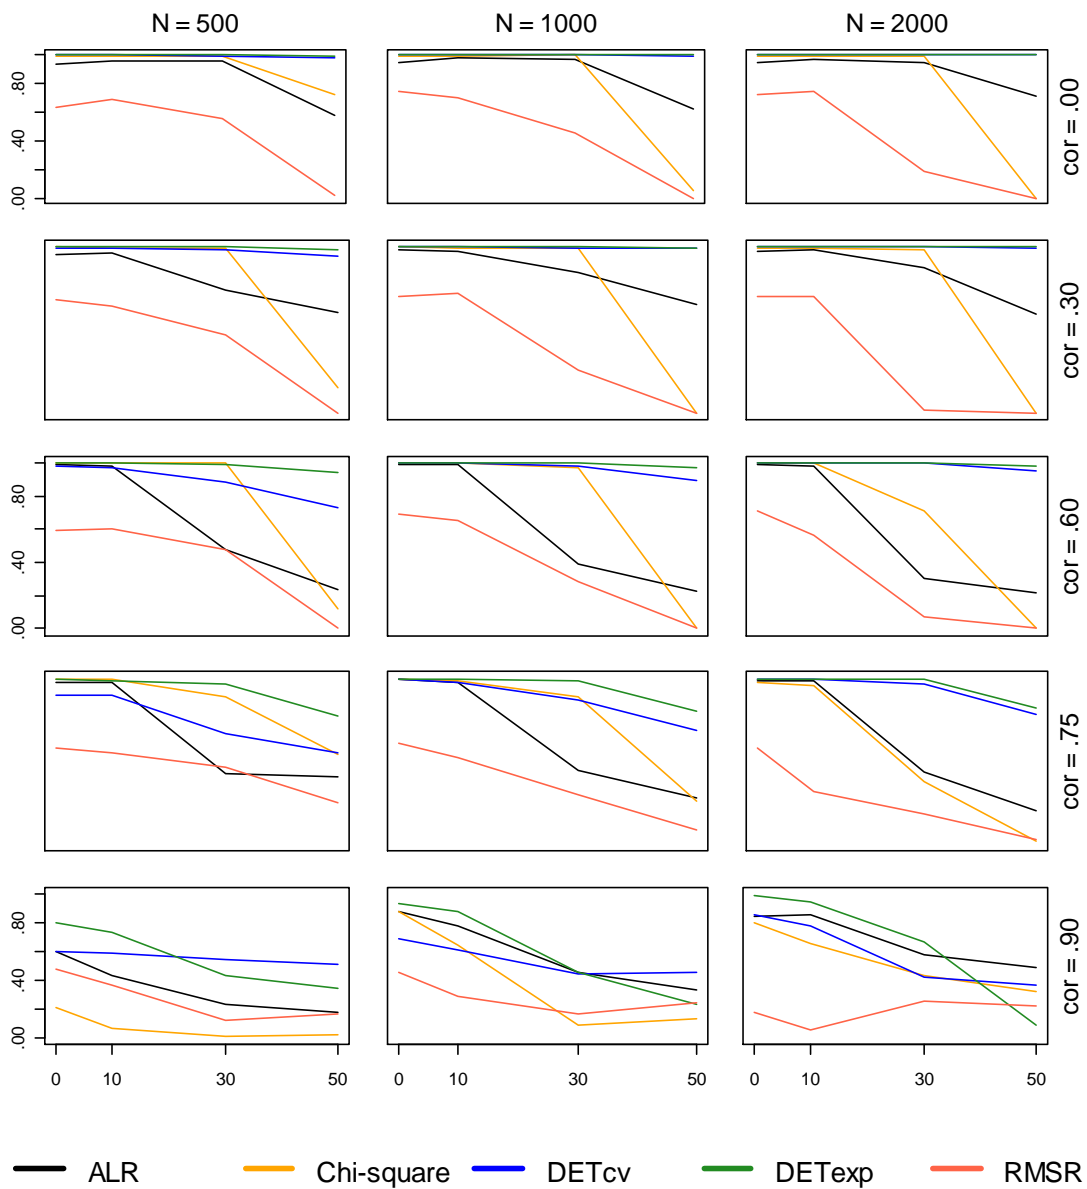 N = 500 N = 1000 N = 2000
.80
.40
.00
cor = .00
cor = .30
.80
.40
.00
cor = .60
cor = .75
.80
.40
.00
cor = .90
0 10 30 50 0 10 30 50 0 10 30 50
ALR Chi-square DETcv DETexp RMSR